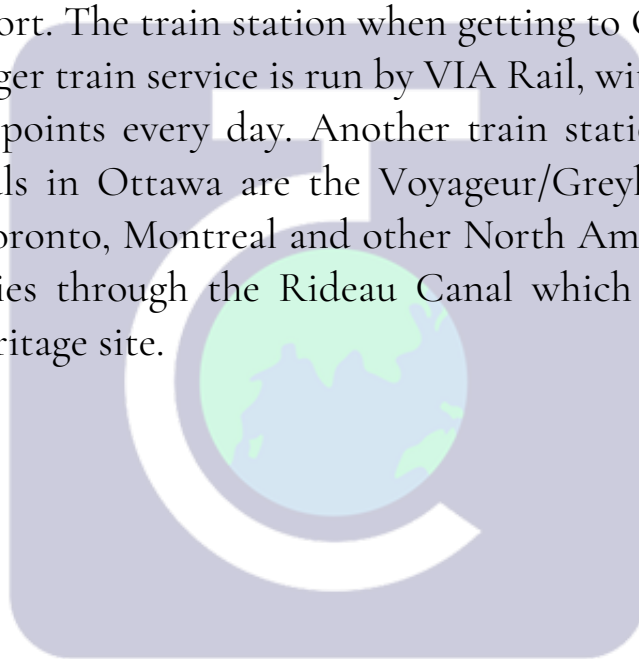 ort. The train station when getting to
ger train service is run by VIA Rail, wi
points every day. Another train stati
ls in Ottawa are the Voyageur/Grey
oronto, Montreal and other North Am
ies through the Rideau Canal which
ritage site.